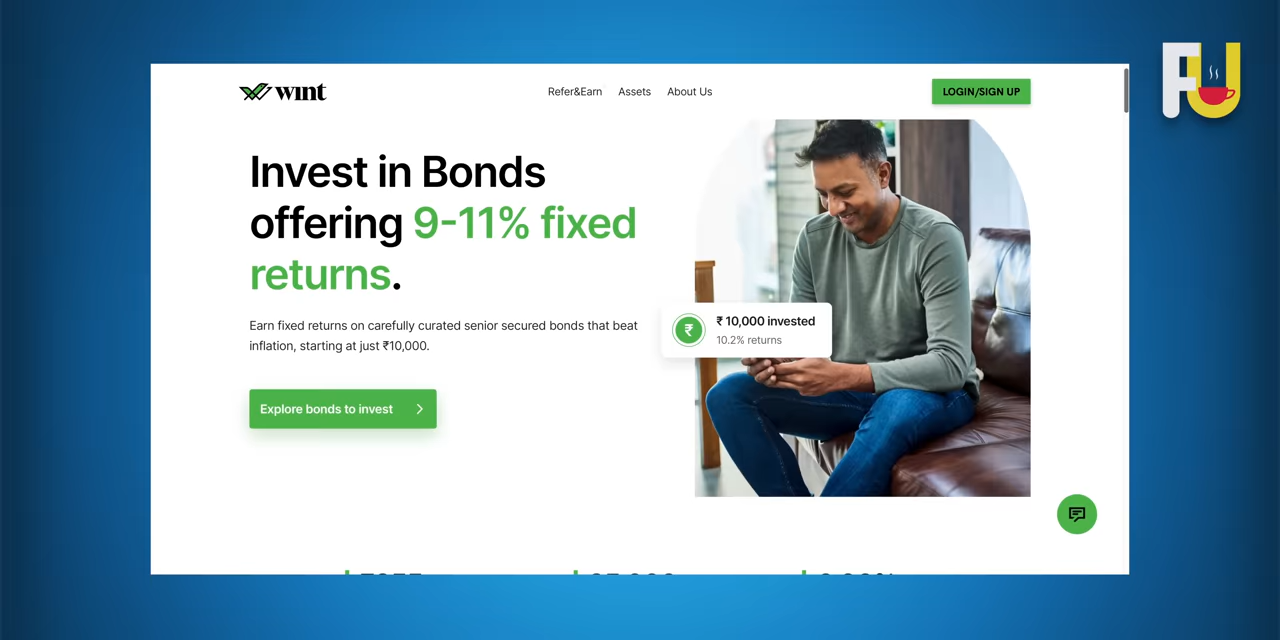 FU
wint
Refer&Earn Assets About Us
LOGIN/SIGN UP
Invest in Bonds
offering 9-11% fixed
returns.
Earn fixed returns on carefully curated senior secured bonds that beat
inflation, starting at just ₹10,000.
Explore bonds to invest
₹
₹ 10,000 invested
10.2% returns